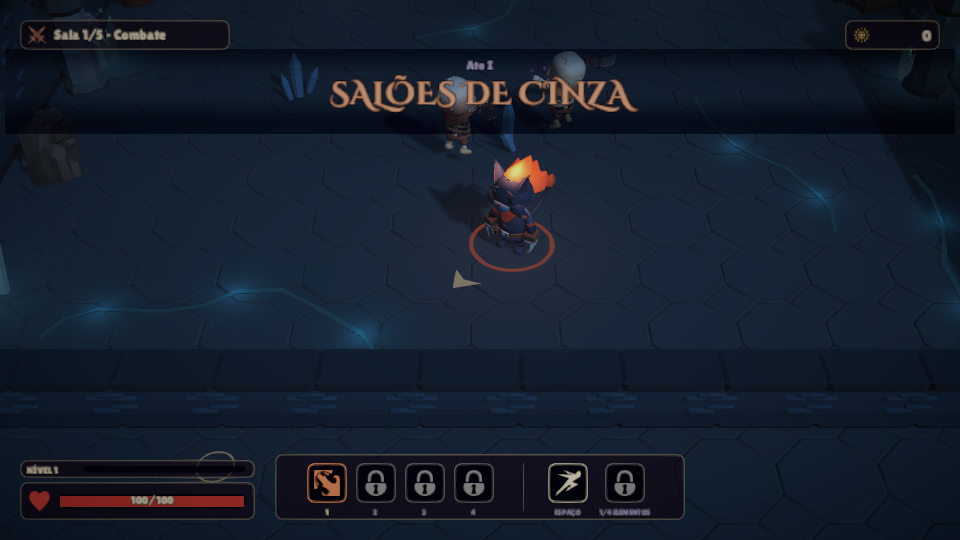 Sala 1/5 · Combate
0
Ato I
SALÕES DE CINZA
NÍVEL 1
100/100
1
2
3
4
ESPAÇO
1/4 ELEMENTOS